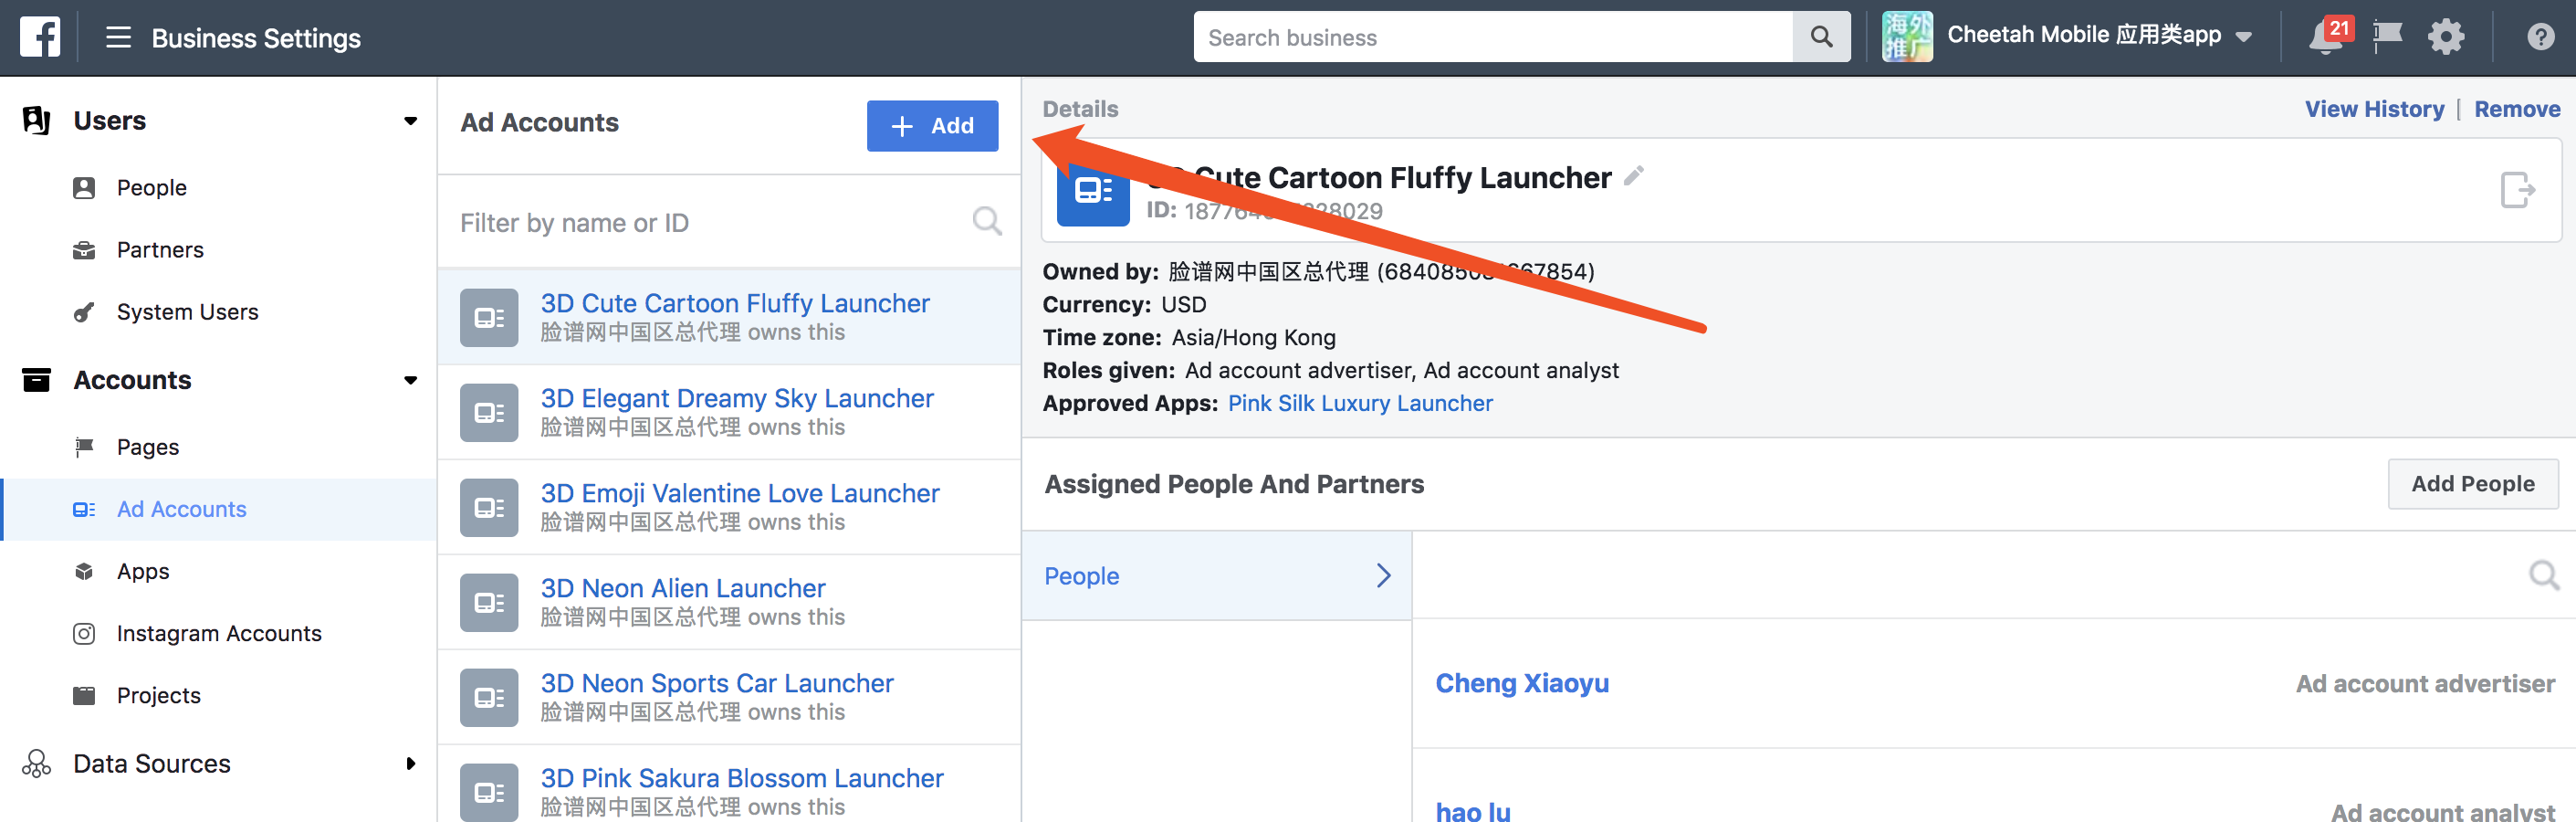 Business Settings
Search business
海外推广
Cheetah Mobile 应用类app
21
Users
People
Partners
System Users
Accounts
Pages
Ad Accounts
Apps
Instagram Accounts
Projects
Data Sources
Ad Accounts
+ Add
Filter by name or ID
3D Cute Cartoon Fluffy Launcher
脸谱网中国区总代理 owns this
3D Elegant Dreamy Sky Launcher
脸谱网中国区总代理 owns this
3D Emoji Valentine Love Launcher
脸谱网中国区总代理 owns this
3D Neon Alien Launcher
脸谱网中国区总代理 owns this
3D Neon Sports Car Launcher
脸谱网中国区总代理 owns this
3D Pink Sakura Blossom Launcher
脸谱网中国区总代理 owns this
Details
View History | Remove
Cute Cartoon Fluffy Launcher
ID:
Owned by: 脸谱网中国区总代理
Currency: USD
Time zone: Asia/Hong Kong
Roles given: Ad account advertiser, Ad account analyst
Approved Apps: Pink Silk Luxury Launcher
Assigned People And Partners
Add People
People
Cheng Xiaoyu
Ad account advertiser
hao lu
Ad account analyst